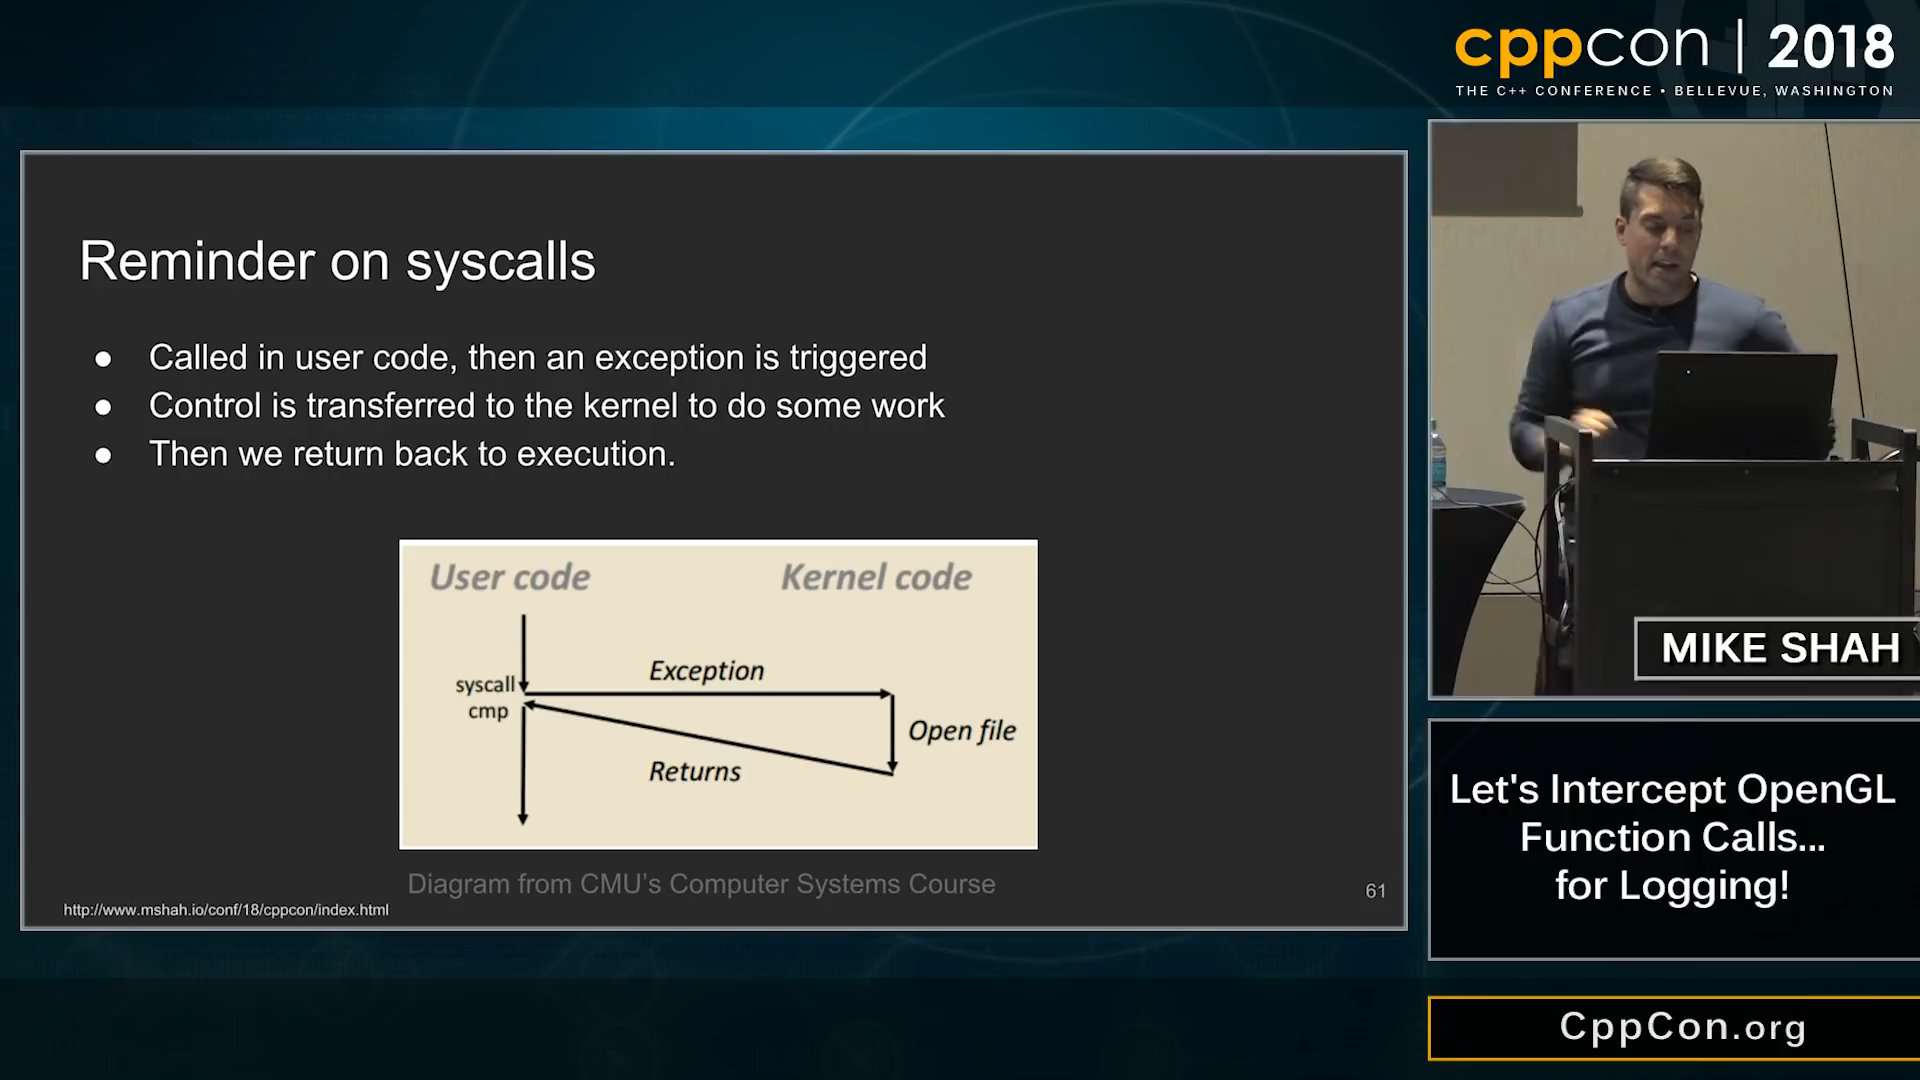 cppcon | 2018
THE C++ CONFERENCE • BELLEVUE, WASHINGTON
Reminder on syscalls
● Called in user code, then an exception is triggered
● Control is transferred to the kernel to do some work
● Then we return back to execution.
User code
Kernel code
Exception
syscall
cmp
Open file
Returns
Diagram from CMU's Computer Systems Course
61
http://www.mshah.io/conf/18/cppcon/index.html
MIKE SHAH
Let's Intercept OpenGL
Function Calls...
for Logging!
CppCon.org